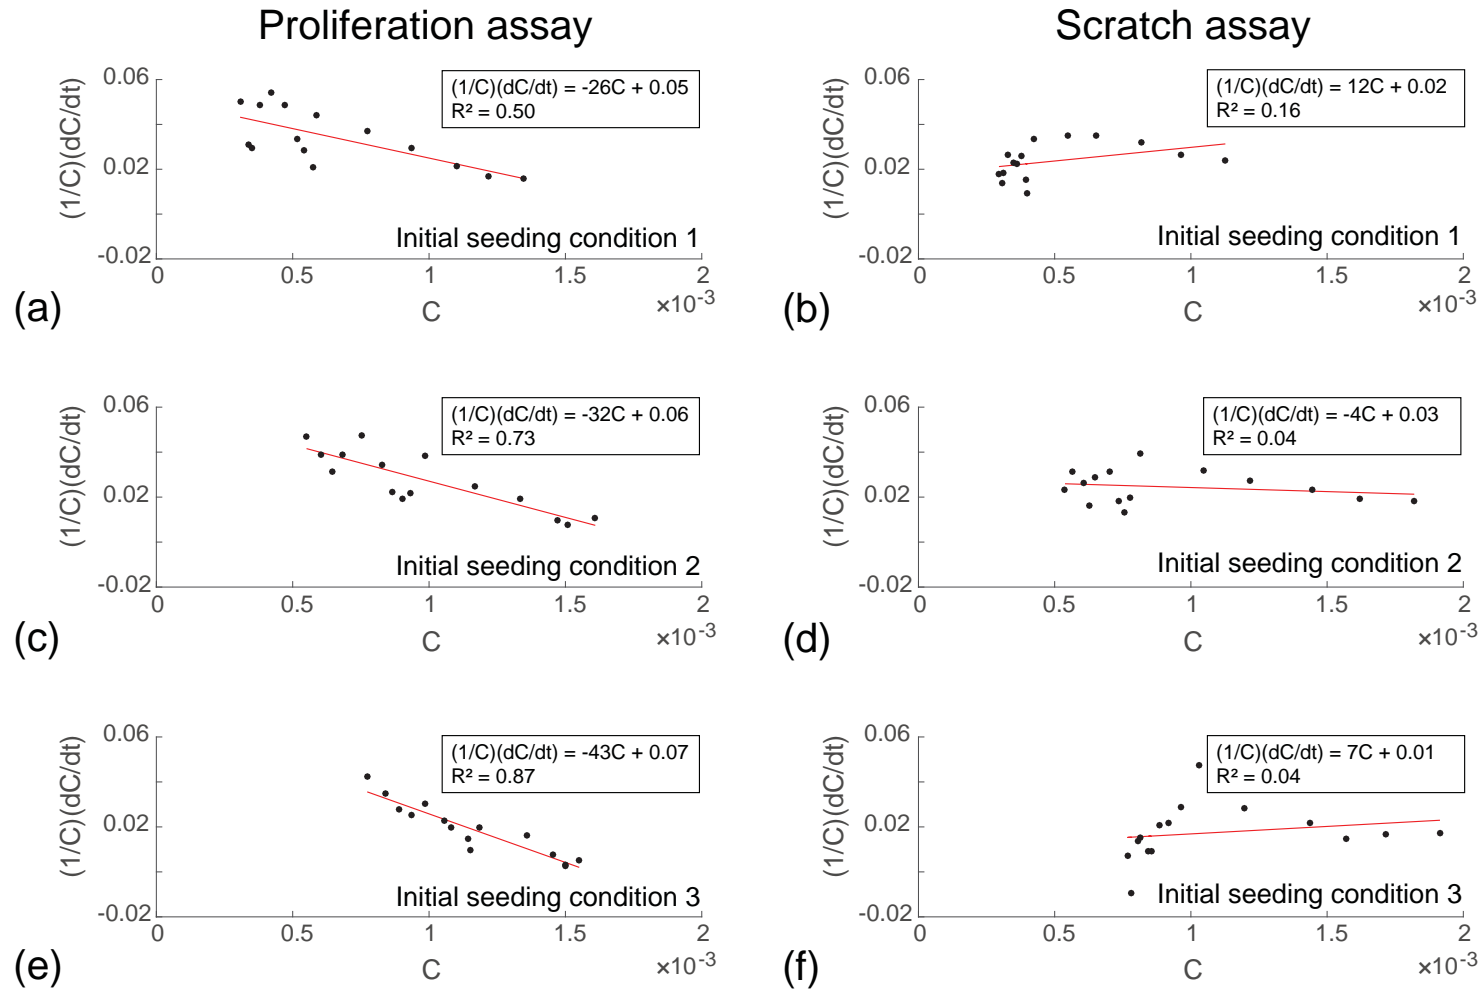 Proliferation assay
Scratch assay
(1/C)(dC/dt)
0.06
0.02
-0.02
(1/C)(dC/dt) = -26C + 0.05
R² = 0.50
Initial seeding condition 1
0 0.5 1 1.5 2
×10-3
C
(a)
(1/C)(dC/dt)
0.06
0.02
-0.02
(1/C)(dC/dt) = 12C + 0.02
R² = 0.16
Initial seeding condition 1
0 0.5 1 1.5 2
×10-3
C
(b)
(1/C)(dC/dt)
0.06
0.02
-0.02
(1/C)(dC/dt) = -32C + 0.06
R² = 0.73
Initial seeding condition 2
0 0.5 1 1.5 2
×10-3
C
(c)
(1/C)(dC/dt)
0.06
0.02
-0.02
(1/C)(dC/dt) = -4C + 0.03
R² = 0.04
Initial seeding condition 2
0 0.5 1 1.5 2
×10-3
C
(d)
(1/C)(dC/dt)
0.06
0.02
-0.02
(1/C)(dC/dt) = -43C + 0.07
R² = 0.87
Initial seeding condition 3
0 0.5 1 1.5 2
×10-3
C
(e)
(1/C)(dC/dt)
0.06
0.02
-0.02
(1/C)(dC/dt) = 7C + 0.01
R² = 0.04
Initial seeding condition 3
0 0.5 1 1.5 2
×10-3
C
(f)